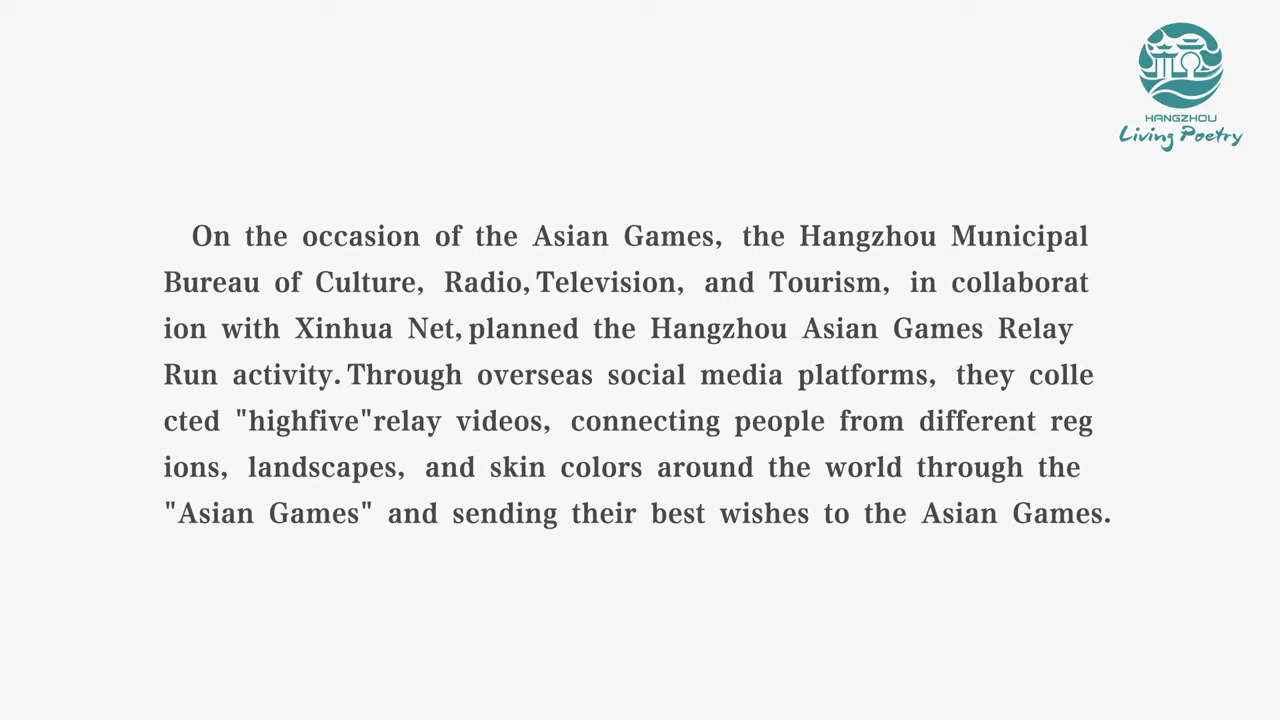 HANGZHOU
Living Poetry
On the occasion of the Asian Games, the Hangzhou Municipal
Bureau of Culture, Radio, Television, and Tourism, in collaborat
ion with Xinhua Net, planned the Hangzhou Asian Games Relay
Run activity. Through overseas social media platforms, they colle
cted "highfive"relay videos, connecting people from different reg
ions, landscapes, and skin colors around the world through the
"Asian Games" and sending their best wishes to the Asian Games.